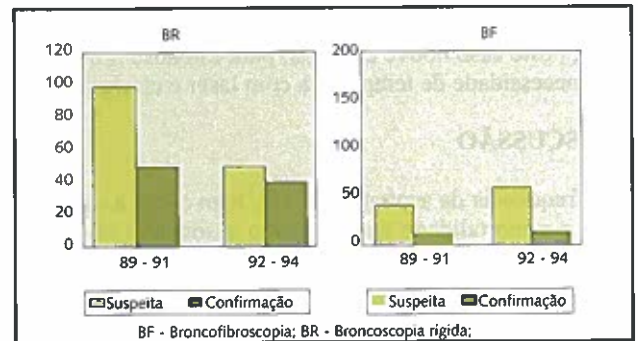 BR
120
100
80
60
40
20
0
89 - 91 92 - 94
Suspeita Confirmação
BF
200
150
100
50
0
89 - 91 92 - 94
Suspeita Confirmação
BF - Broncofibroscopia; BR - Broncoscopia rígida;